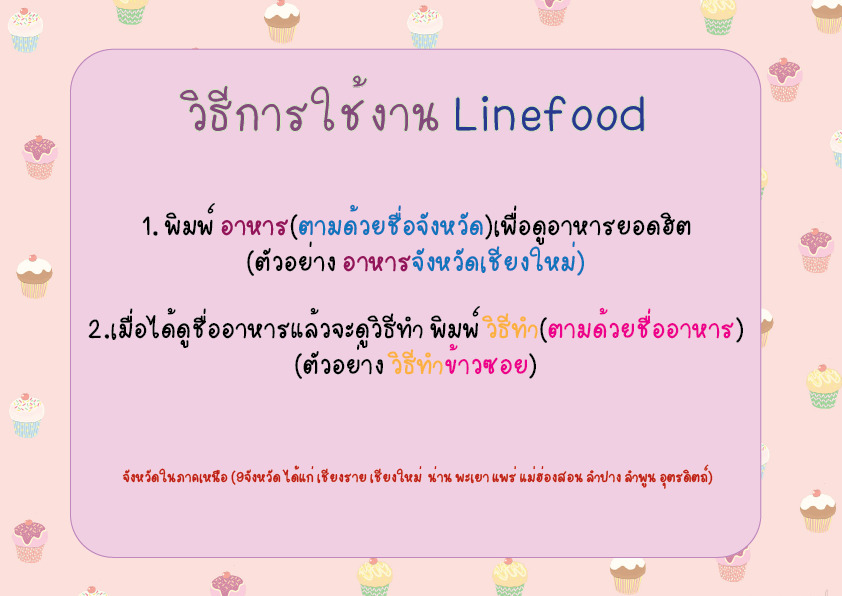 วิธีการใช้งาน Linefood
1. พิมพ์ อาหาร(ตามด้วยชื่อจังหวัด)เพื่อดูอาหารยอดฮิต
(ตัวอย่าง อาหารจังหวัดเชียงใหม่)
2.เมื่อได้ดูชื่ออาหารแล้วจะดูวิธีทำ พิมพ์ วิธีทำ(ตามด้วยชื่ออาหาร)
(ตัวอย่าง วิธีทำข้าวซอย)
จังหวัดในภาคเหนือ (9จังหวัด ได้แก่ เชียงราย เชียงใหม่ น่าน พะเยา แพร่ แม่ฮ่องสอน ลำปาง ลำพูน อุตรดิตถ์)